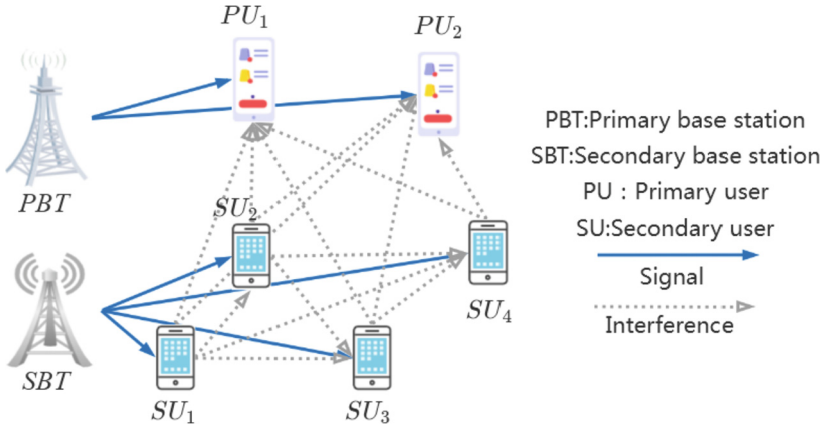 PU₁
PU₂
PBT
SU₂
SU₄
SBT
SU₁
SU₃
PBT:Primary base station
SBT:Secondary base station
PU : Primary user
SU:Secondary user
Signal
Interference